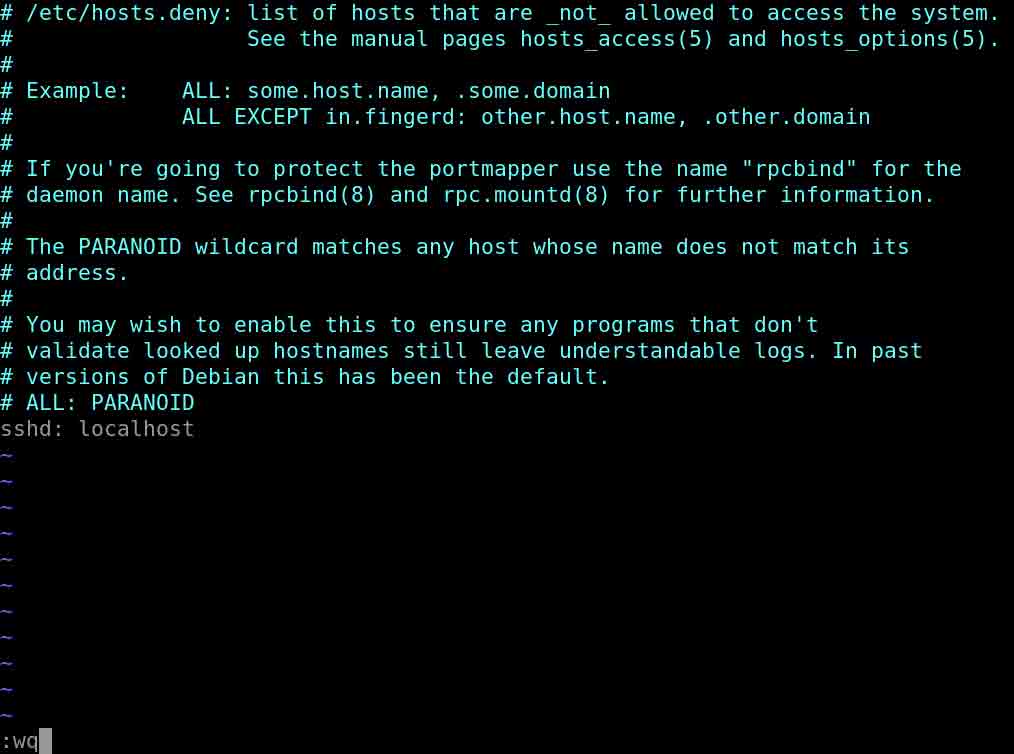 # /etc/hosts.deny: list of hosts that are _not_ allowed to access the system.
#                  See the manual pages hosts_access(5) and hosts_options(5).
#
# Example:    ALL: some.host.name, .some.domain
#             ALL EXCEPT in.fingerd: other.host.name, .other.domain
#
# If you're going to protect the portmapper use the name "rpcbind" for the
# daemon name. See rpcbind(8) and rpc.mountd(8) for further information.
#
# The PARANOID wildcard matches any host whose name does not match its
# address.
#
# You may wish to enable this to ensure any programs that don't
# validate looked up hostnames still leave understandable logs. In past
# versions of Debian this has been the default.
# ALL: PARANOID
sshd: localhost
~
~
~
~
~
~
~
~
~
~
~
:wq